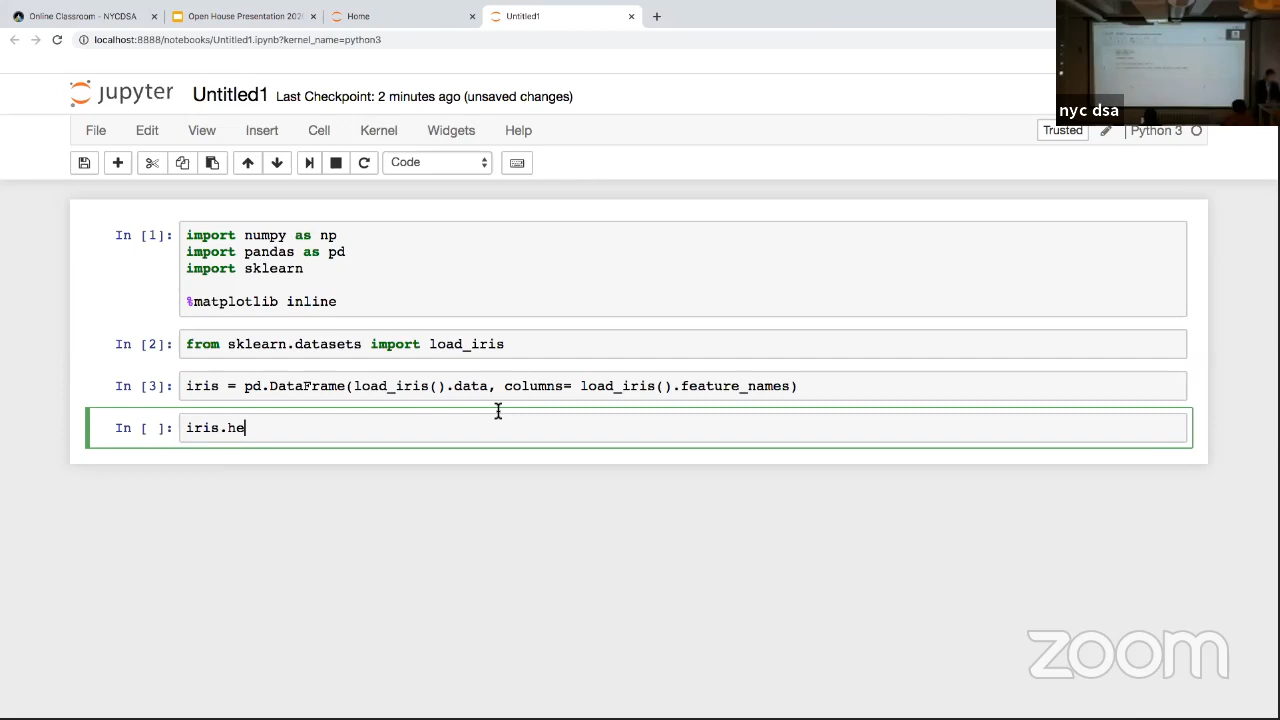 Online Classroom - NYCDSA
Open House Presentation 202
Home
Untitled1
localhost:8888/notebooks/Untitled1.ipynb?kernel_name=python3
nyc dsa
jupyter Untitled1 Last Checkpoint: 2 minutes ago (unsaved changes)
File Edit View Insert Cell Kernel Widgets Help
Trusted
Python 3
Code
In [1]: import numpy as np
import pandas as pd
import sklearn
%matplotlib inline
In [2]: from sklearn.datasets import load_iris
In [3]: iris = pd.DataFrame(load_iris().data, columns= load_iris().feature_names)
In [ ]: iris.he
zoom